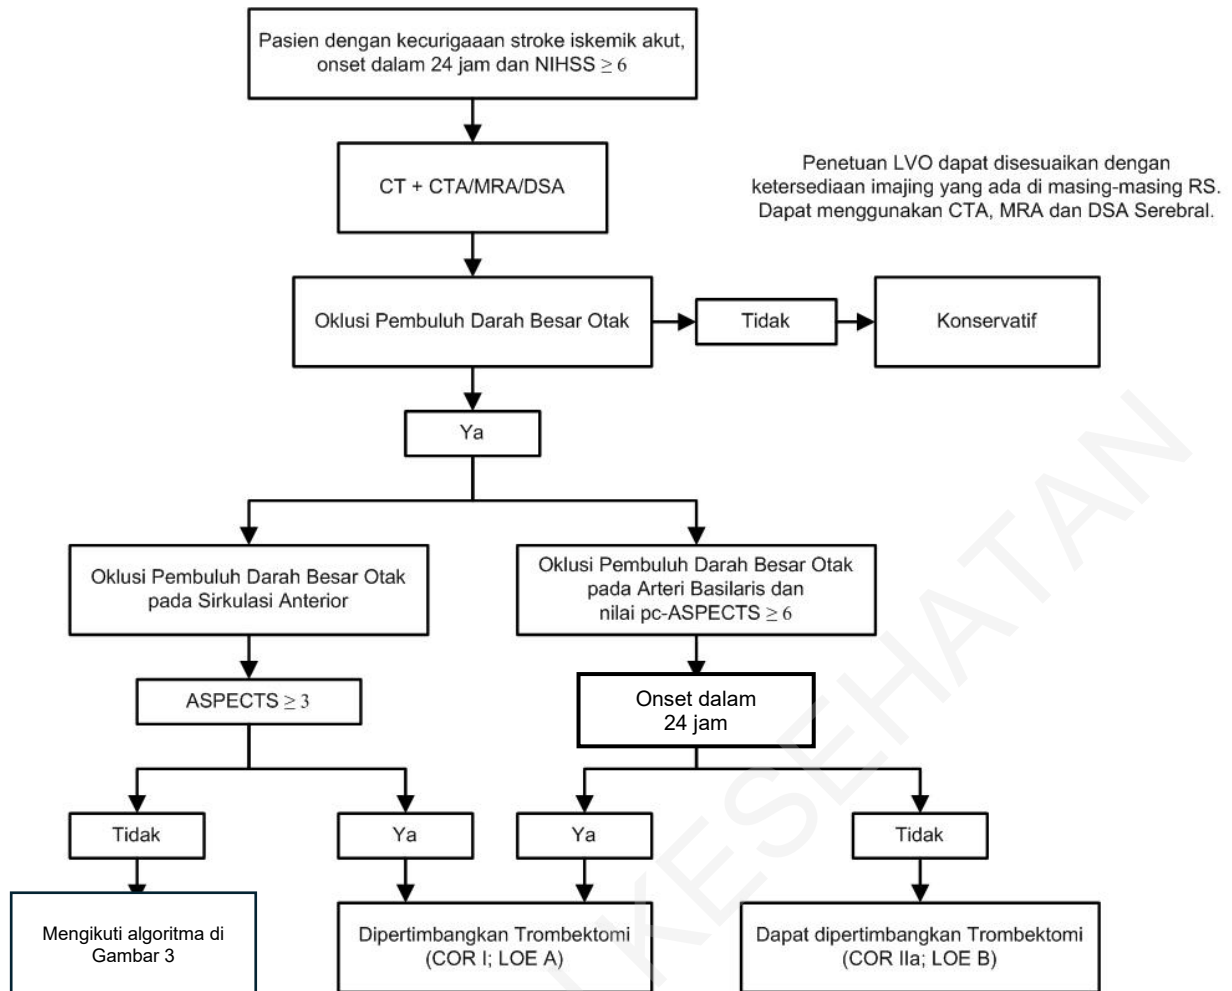 Pasien dengan kecurigaaan stroke iskemik akut,
onset dalam 24 jam dan NIHSS ≥ 6
CT + CTA/MRA/DSA
Penetuan LVO dapat disesuaikan dengan
ketersediaan imajing yang ada di masing-masing RS.
Dapat menggunakan CTA, MRA dan DSA Serebral.
Oklusi Pembuluh Darah Besar Otak
Tidak
Konservatif
Ya
Oklusi Pembuluh Darah Besar Otak
pada Sirkulasi Anterior
Oklusi Pembuluh Darah Besar Otak
pada Arteri Basilaris dan
nilai pc-ASPECTS ≥ 6
ASPECTS ≥ 3
Onset dalam
24 jam
Tidak
Ya
Ya
Tidak
Mengikuti algoritma di
Gambar 3
Dipertimbangkan Trombektomi
(COR I; LOE A)
Dapat dipertimbangkan Trombektomi
(COR IIa; LOE B)
KESEHATAN